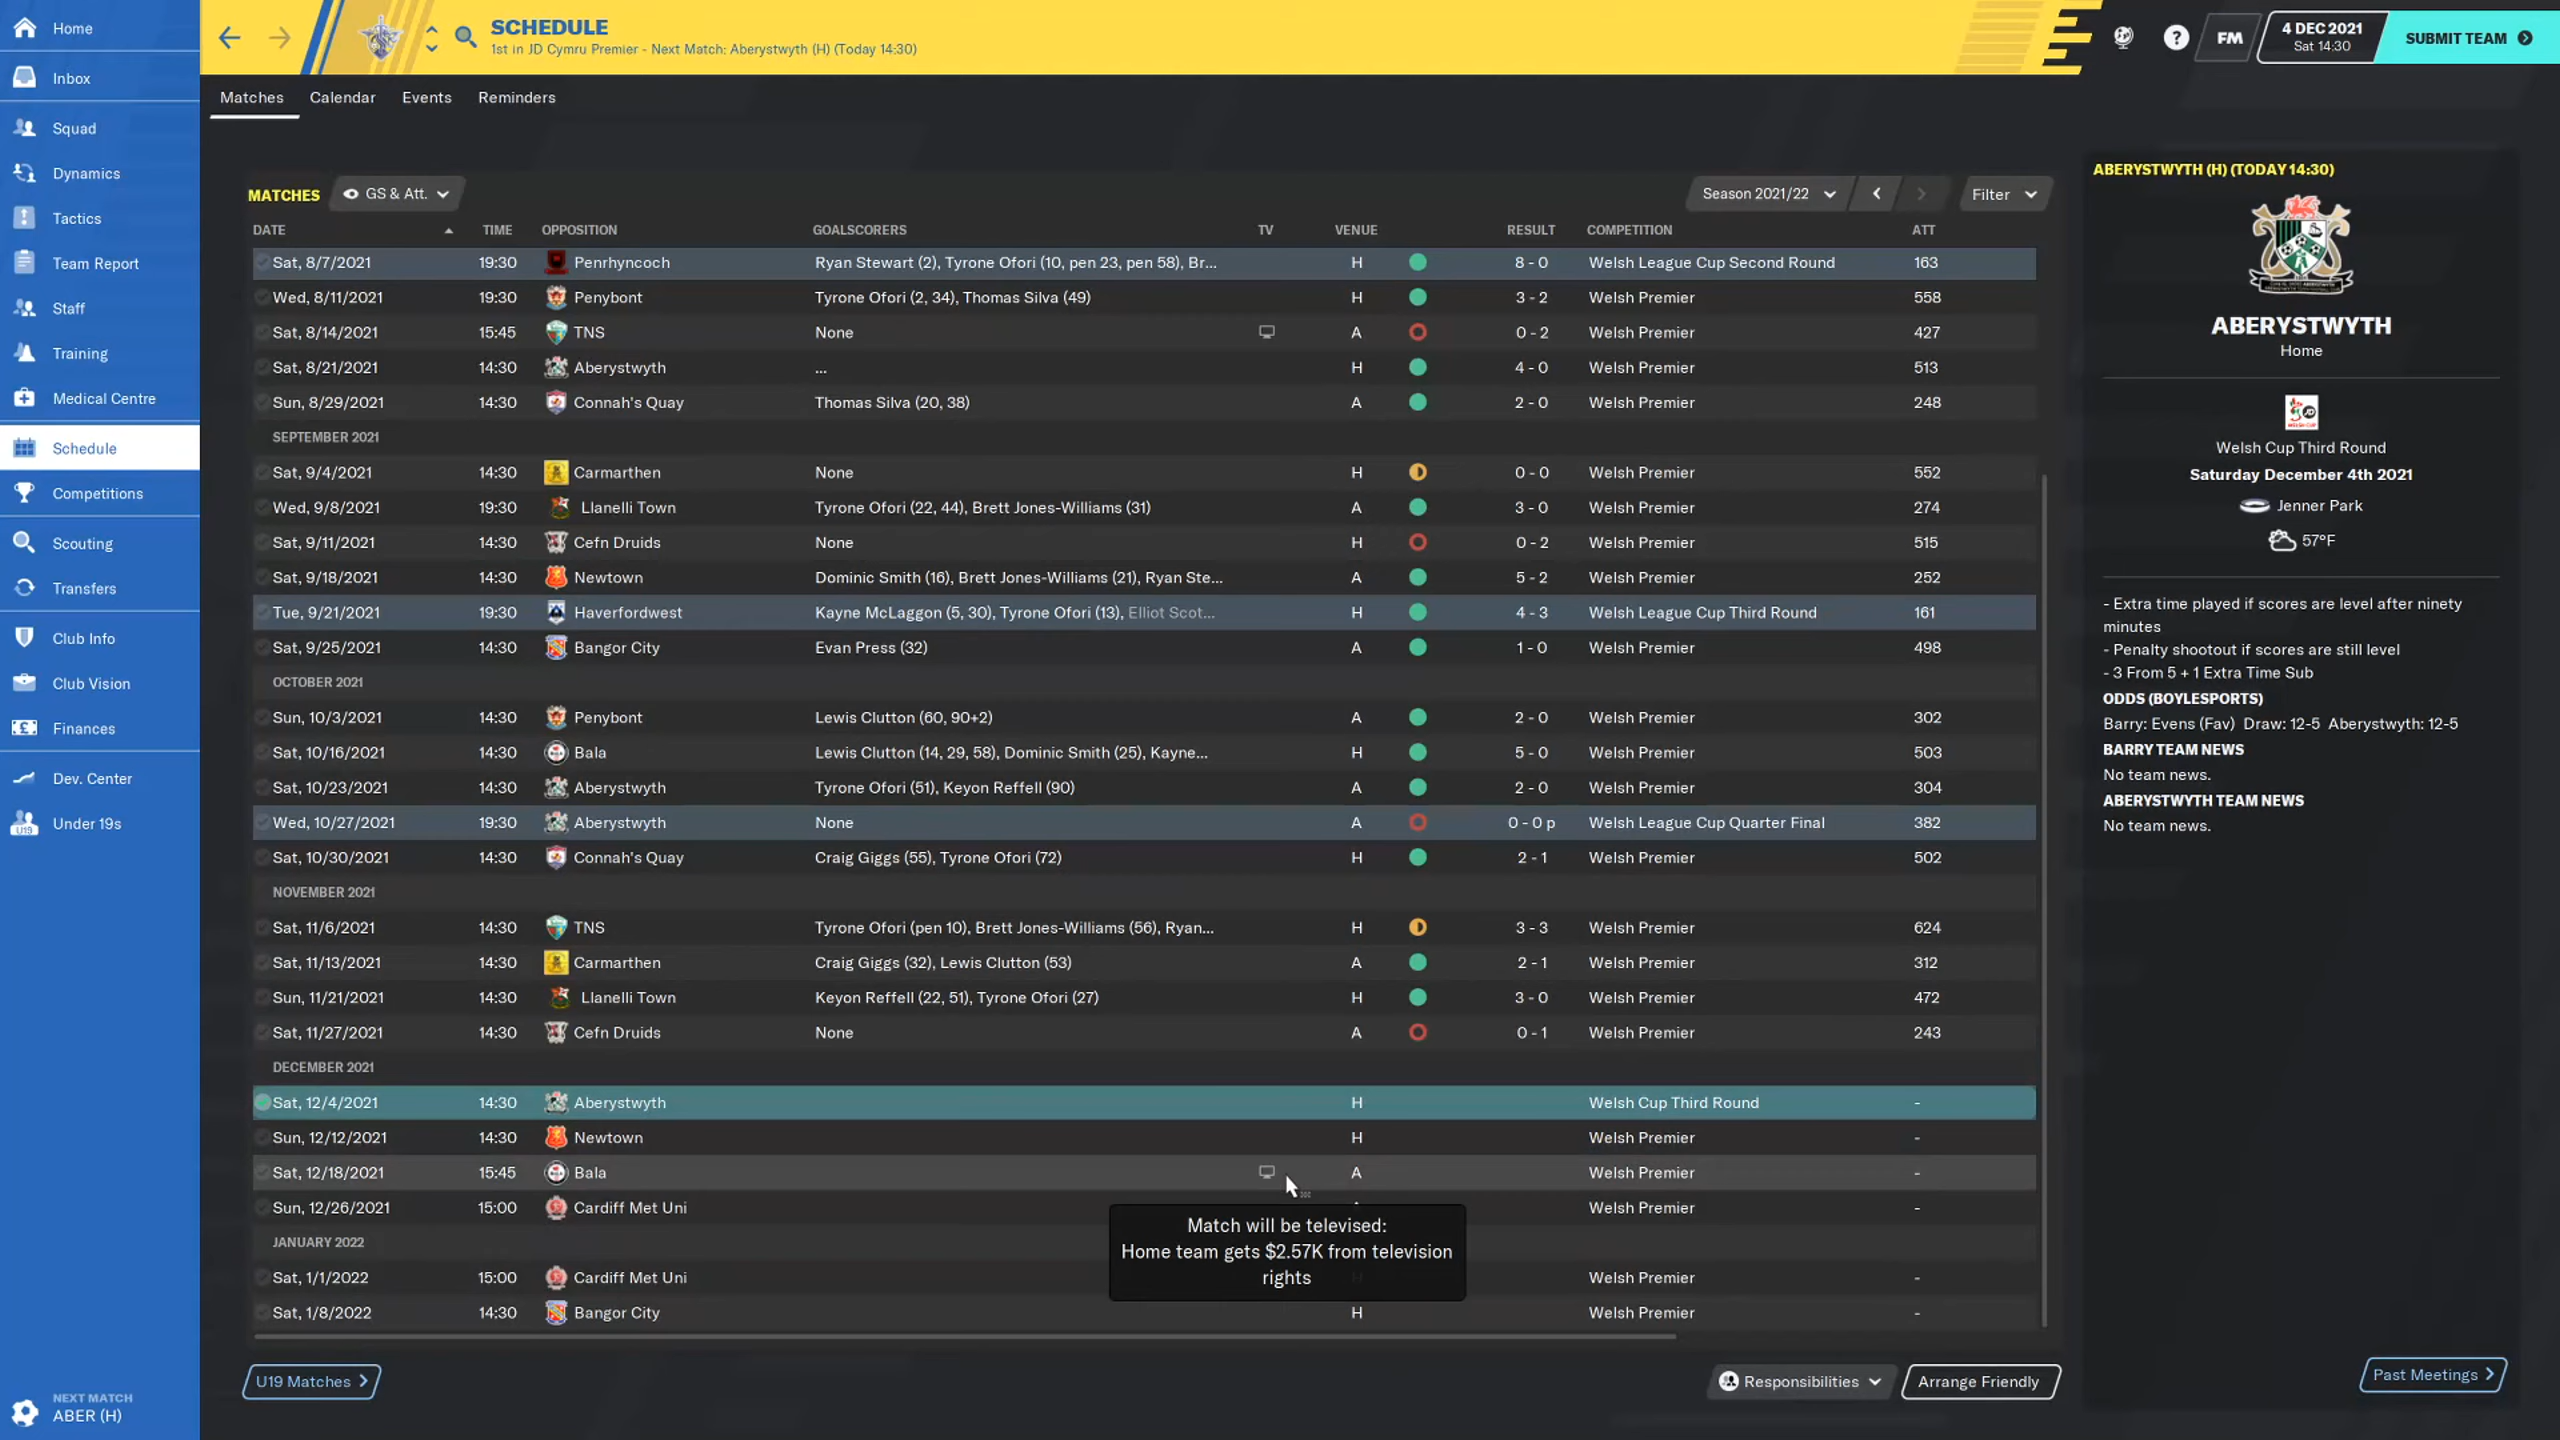 Home
Inbox
Squad
Dynamics
Tactics
Team Report
Staff
Training
Medical Centre
Schedule
Competitions
Scouting
Transfers
Club Info
Club Vision
Finances
Dev. Center
U19 Under 19s
NEXT MATCH
ABER (H)
SCHEDULE
1st in JD Cymru Premier - Next Match: Aberystwyth (H) (Today 14:30)
? FM 4 DEC 2021 SUBMIT TEAM
Sat 14:30
Matches Calendar Events Reminders
MATCHES GS & Att. Season 2021/22 Filter
DATE TIME OPPOSITION GOALSCORERS TV VENUE RESULT COMPETITION ATT
Sat, 8/7/2021 19:30 Penrhyncoch Ryan Stewart (2), Tyrone Ofori (10, pen 23, pen 58), Br... H 8 - 0 Welsh League Cup Second Round 163
Wed, 8/11/2021 19:30 Penybont Tyrone Ofori (2, 34), Thomas Silva (49) H 3 - 2 Welsh Premier 558
Sat, 8/14/2021 15:45 TNS None A 0 - 2 Welsh Premier 427
Sat, 8/21/2021 14:30 Aberystwyth ... H 4 - 0 Welsh Premier 513
Sun, 8/29/2021 14:30 Connah's Quay Thomas Silva (20, 38) A 2 - 0 Welsh Premier 248
SEPTEMBER 2021
Sat, 9/4/2021 14:30 Carmarthen None H 0 - 0 Welsh Premier 552
Wed, 9/8/2021 19:30 Llanelli Town Tyrone Ofori (22, 44), Brett Jones-Williams (31) A 3 - 0 Welsh Premier 274
Sat, 9/11/2021 14:30 Cefn Druids None H 0 - 2 Welsh Premier 515
Sat, 9/18/2021 14:30 Newtown Dominic Smith (16), Brett Jones-Williams (21), Ryan Ste... A 5 - 2 Welsh Premier 252
Tue, 9/21/2021 19:30 Haverfordwest Kayne McLaggon (5, 30), Tyrone Ofori (13), Elliot Scot... H 4 - 3 Welsh League Cup Third Round 161
Sat, 9/25/2021 14:30 Bangor City Evan Press (32) A 1 - 0 Welsh Premier 498
OCTOBER 2021
Sun, 10/3/2021 14:30 Penybont Lewis Clutton (60, 90+2) A 2 - 0 Welsh Premier 302
Sat, 10/16/2021 14:30 Bala Lewis Clutton (14, 29, 58), Dominic Smith (25), Kayne... H 5 - 0 Welsh Premier 503
Sat, 10/23/2021 14:30 Aberystwyth Tyrone Ofori (51), Keyon Reffell (90) A 2 - 0 Welsh Premier 304
Wed, 10/27/2021 19:30 Aberystwyth None A 0 - 0 p Welsh League Cup Quarter Final 382
Sat, 10/30/2021 14:30 Connah's Quay Craig Giggs (55), Tyrone Ofori (72) H 2 - 1 Welsh Premier 502
NOVEMBER 2021
Sat, 11/6/2021 14:30 TNS Tyrone Ofori (pen 10), Brett Jones-Williams (56), Ryan... H 3 - 3 Welsh Premier 624
Sat, 11/13/2021 14:30 Carmarthen Craig Giggs (32), Lewis Clutton (53) A 2 - 1 Welsh Premier 312
Sun, 11/21/2021 14:30 Llanelli Town Keyon Reffell (22, 51), Tyrone Ofori (27) H 3 - 0 Welsh Premier 472
Sat, 11/27/2021 14:30 Cefn Druids None A 0 - 1 Welsh Premier 243
DECEMBER 2021
Sat, 12/4/2021 14:30 Aberystwyth H Welsh Cup Third Round -
Sun, 12/12/2021 14:30 Newtown H Welsh Premier -
Sat, 12/18/2021 15:45 Bala A Welsh Premier -
Sun, 12/26/2021 15:00 Cardiff Met Uni Welsh Premier -
JANUARY 2022
Sat, 1/1/2022 15:00 Cardiff Met Uni Welsh Premier -
Sat, 1/8/2022 14:30 Bangor City H Welsh Premier -
Match will be televised:
Home team gets $2.57K from television
rights
U19 Matches
Responsibilities Arrange Friendly
ABERYSTWYTH (H) (TODAY 14:30)
ABERYSTWYTH
Home
Welsh Cup Third Round
Saturday December 4th 2021
Jenner Park
57°F
- Extra time played if scores are level after ninety
minutes
- Penalty shootout if scores are still level
- 3 From 5 + 1 Extra Time Sub
ODDS (BOYLESPORTS)
Barry: Evens (Fav) Draw: 12-5 Aberystwyth: 12-5
BARRY TEAM NEWS
No team news.
ABERYSTWYTH TEAM NEWS
No team news.
Past Meetings